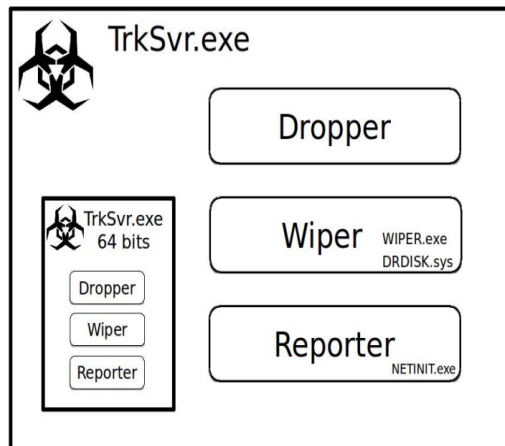 TrkSvr.exe
Dropper
Wiper
WIPER.exe
DRDISK.sys
Reporter
NETINIT.exe
TrkSvr.exe
64 bits
Dropper
Wiper
Reporter